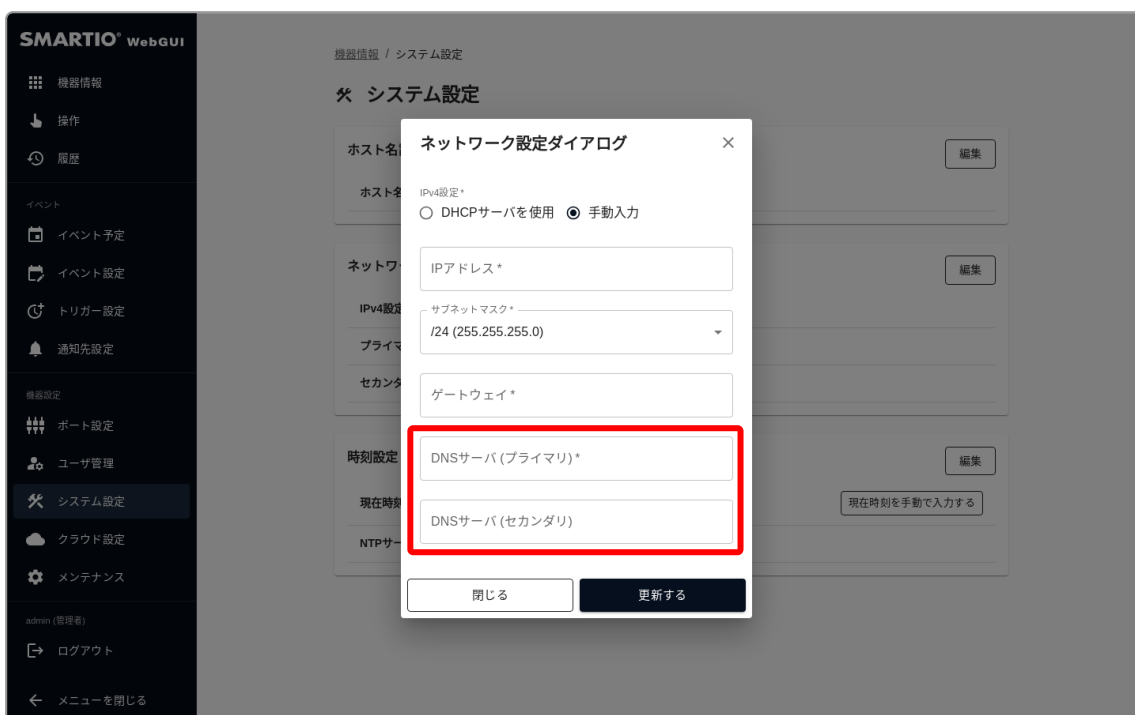 SMARTIO® WebGUI
機器情報
操作
履歴
イベント
イベント予定
イベント設定
トリガー設定
通知先設定
機器設定
ポート設定
ユーザ管理
システム設定
クラウド設定
メンテナンス
admin (管理者)
ログアウト
メニューを閉じる
機器情報 / システム設定
システム設定
ホスト名
編集
ホスト名
ネットワ
編集
IPv4設定
プライマ
セカンダ
時刻設定
編集
現在時刻
現在時刻を手動で入力する
NTPサー
ネットワーク設定ダイアログ
IPv4設定 *
DHCPサーバを使用 手動入力
IPアドレス *
サブネットマスク *
/24 (255.255.255.0)
ゲートウェイ *
DNSサーバ (プライマリ) *
DNSサーバ (セカンダリ)
閉じる 更新する